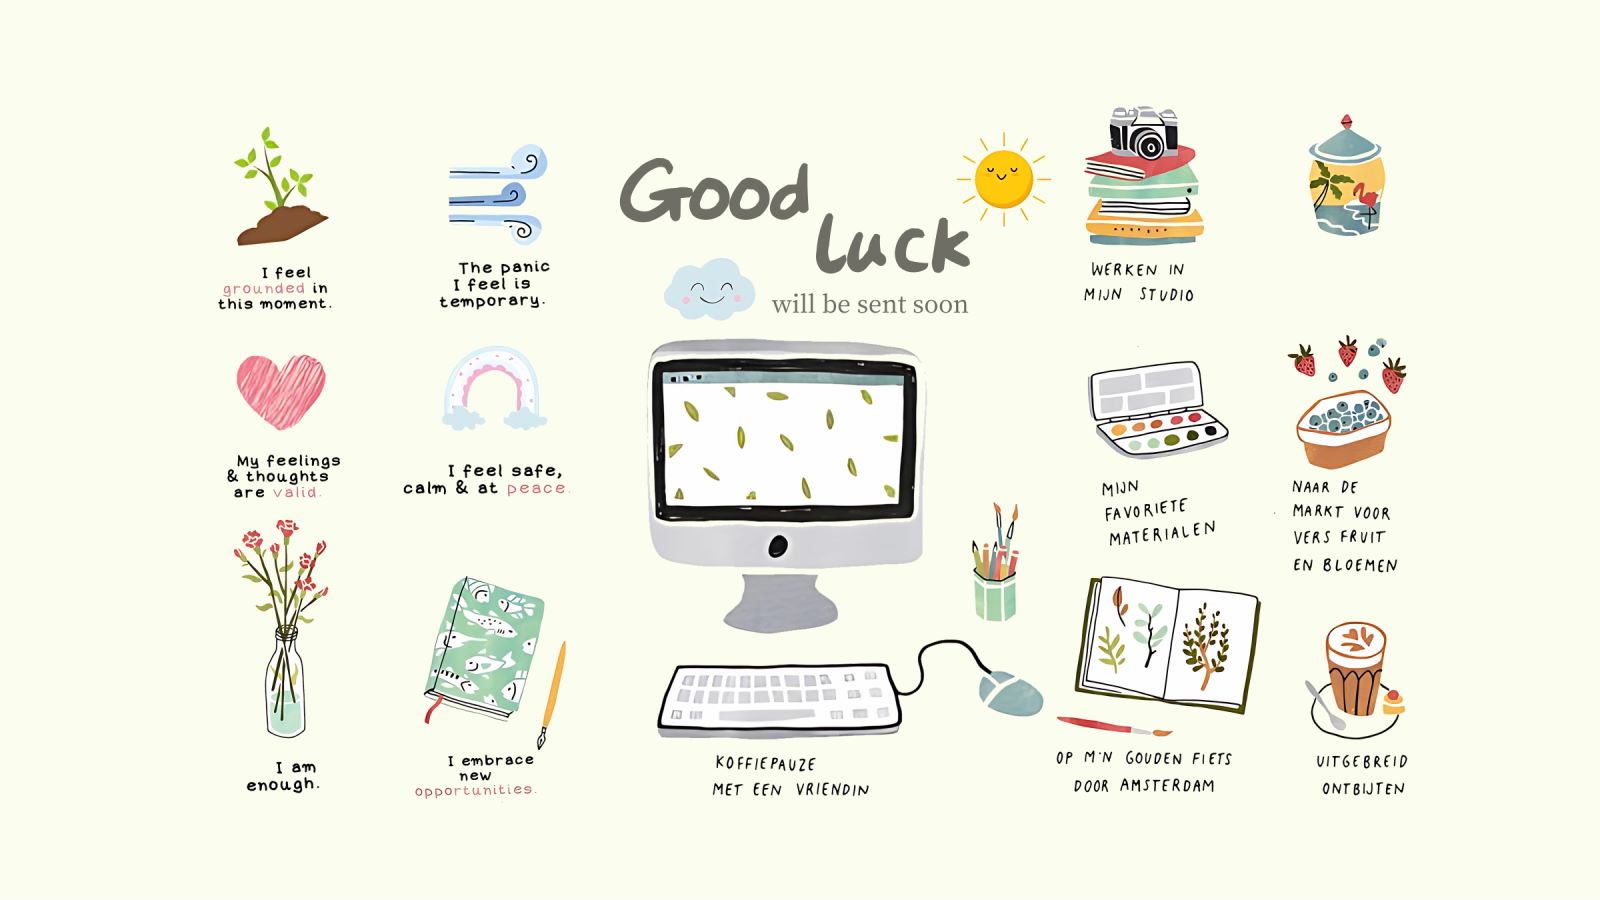 Good
luck
will be sent soon
I feel
grounded in
this moment.
The panic
I feel is
temporary.
WERKEN IN
MIJN STUDIO
My feelings
& thoughts
are valid.
I feel safe,
calm & at peace.
MIJN
FAVORIETE
MATERIALEN
NAAR DE
MARKT VOOR
VERS FRUIT
EN BLOEMEN
I am
enough.
I embrace
new
opportunities.
KOFFIEPAUZE
MET EEN VRIENDIN
OP M'N GOUDEN FIETS
DOOR AMSTERDAM
UITGEBREID
ONTBIJTEN